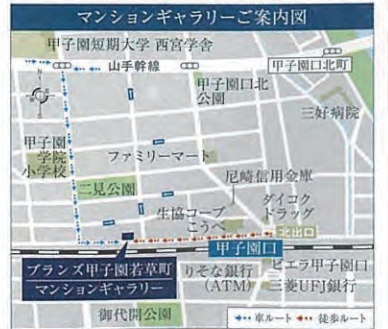 マンションギャラリーご案内図
甲子園短期大学 西宮学舎
山手幹線
甲子園口北町
甲子園口北
公園
三好病院
N
甲子園
学院
小学校
ファミリーマート
二見公園
尼崎信用金庫
生協コープ
こうべ
ダイコク
ドラッグ
北出口
甲子園口
ブランズ甲子園若草町
マンションギャラリー
りそな銀行
(ATM)
ビエラ甲子園口
三菱UFJ銀行
御代開公園
車ルート
徒歩ルート